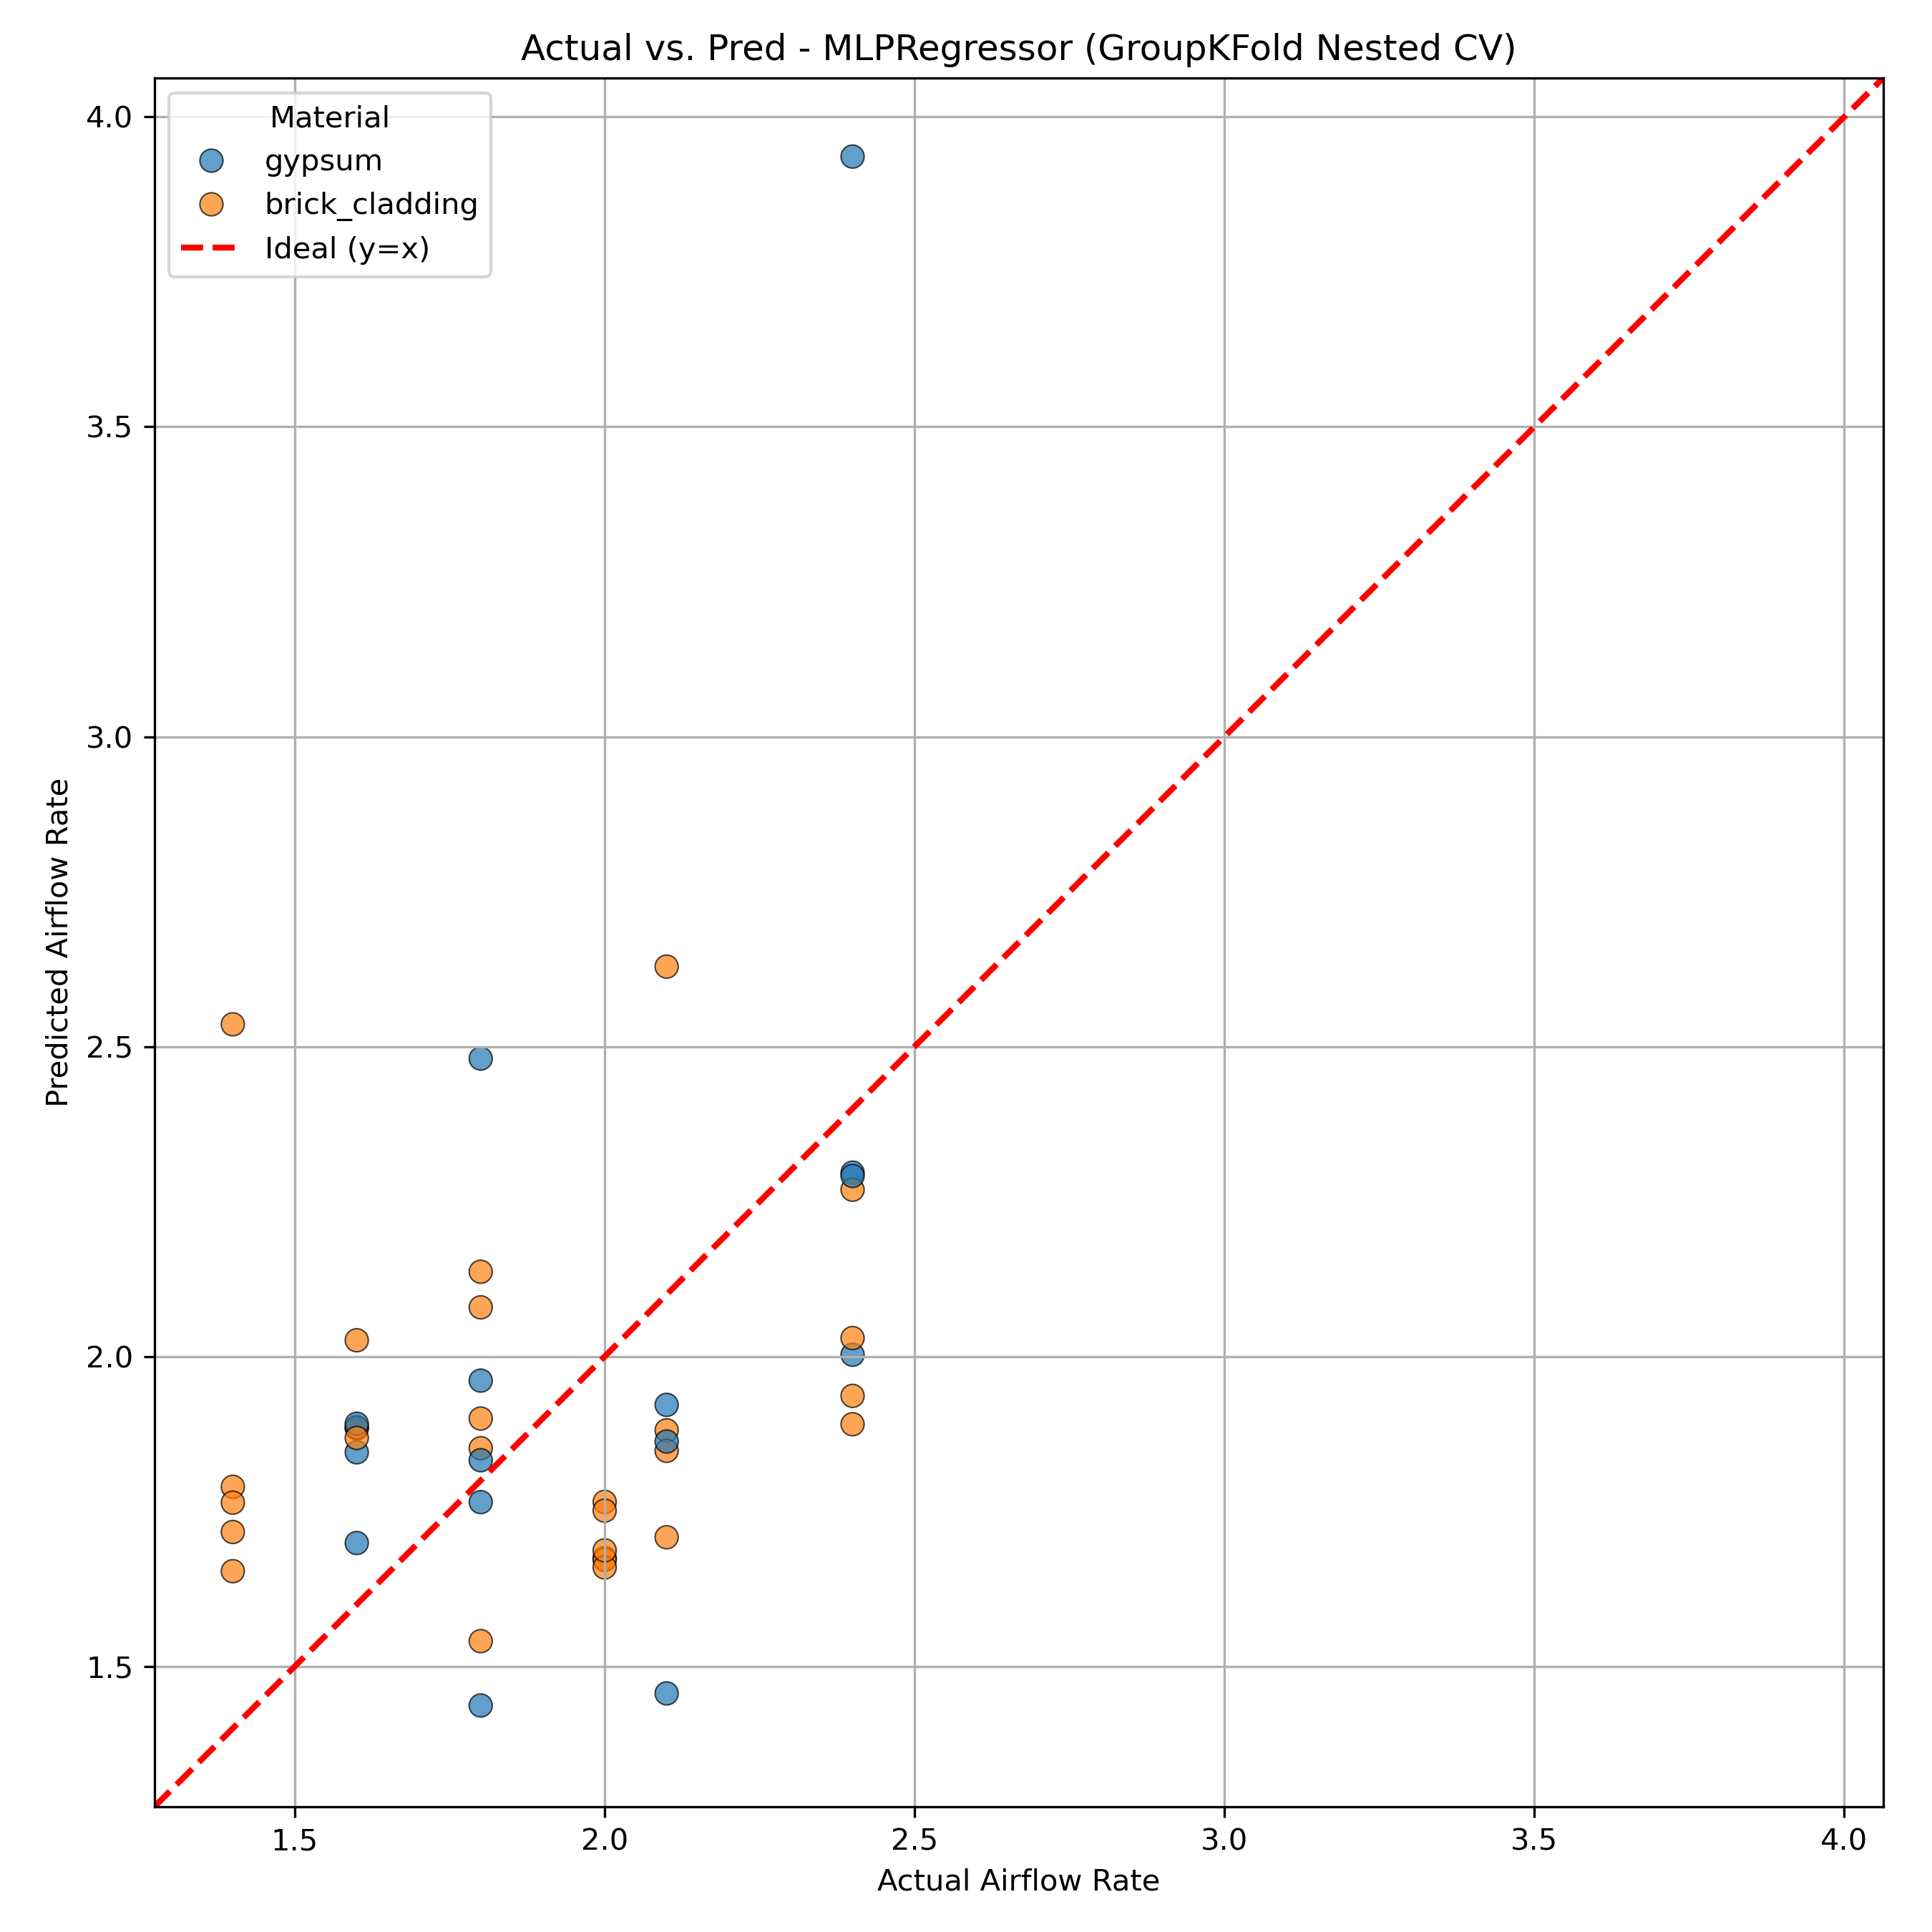 Actual vs. Pred - MLPRegressor (GroupKFold Nested CV)
Material
gypsum
brick_cladding
Ideal (y=x)
Predicted Airflow Rate
4.0
3.5
3.0
2.5
2.0
1.5
1.5 2.0 2.5 3.0 3.5 4.0
Actual Airflow Rate